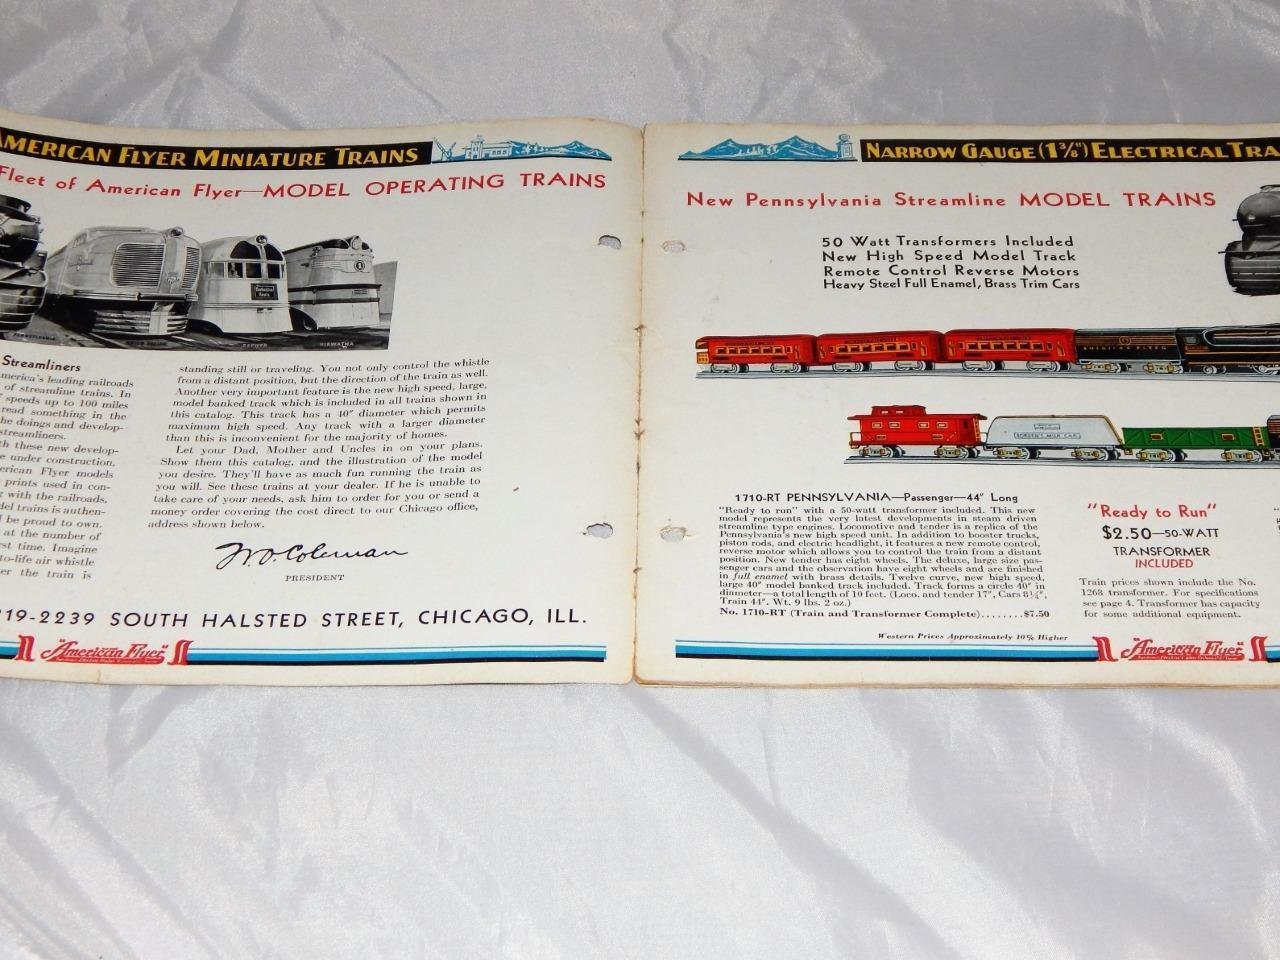 AMERICAN FLYER MINIATURE TRAINS
Fleet of American Flyer—MODEL OPERATING TRAINS
PENNSYLVANIA
ZEPHYR
HIAWATHA
Streamliners
America's leading railroads
of streamline trains. In
speeds up to 100 miles
read something in the
the doings and develop-
streamliners.
th these new develop-
e under construction,
erican Flyer models
prints used in con-
g with the railroads,
del trains is authen-
l be proud to own.
at the number of
rst time. Imagine
to-life air whistle
er the train is
standing still or traveling. You not only control the whistle
from a distant position, but the direction of the train as well.
Another very important feature is the new high speed, large,
model banked track which is included in all trains shown in
this catalog. This track has a 40" diameter which permits
maximum high speed. Any track with a larger diameter
than this is inconvenient for the majority of homes.
Let your Dad, Mother and Uncles in on your plans.
Show them this catalog, and the illustration of the model
you desire. They'll have as much fun running the train as
you will. See these trains at your dealer. If he is unable to
take care of your needs, ask him to order for you or send a
money order covering the cost direct to our Chicago office,
address shown below.
W. O. Coleman
PRESIDENT
219-2239 SOUTH HALSTED STREET, CHICAGO, ILL.
"American Flyer"
NARROW GAUGE (1⅜") ELECTRICAL TRA
New Pennsylvania Streamline MODEL TRAINS
50 Watt Transformers Included
New High Speed Model Track
Remote Control Reverse Motors
Heavy Steel Full Enamel, Brass Trim Cars
AMERICAN FLYER
BORDEN'S MILK CAR
1710-RT PENNSYLVANIA—Passenger—44" Long
"Ready to run" with a 50-watt transformer included. This new
model represents the very latest developments in steam driven
streamline type engines. Locomotive and tender is a replica of the
Pennsylvania's new high speed unit. In addition to booster trucks,
piston rods, and electric headlight, it features a new remote control,
reverse motor which allows you to control the train from a distant
position. New tender has eight wheels. The deluxe, large size pas-
senger cars and the observation have eight wheels and are finished
in full enamel with brass details. Twelve curve, new high speed,
large 40" model banked track included. Track forms a circle 40" in
diameter—a total length of 10 feet. (Loco. and tender 17", Cars 8¼",
Train 44". Wt. 9 lbs. 2 oz.)
No. 1710-RT (Train and Transformer Complete)........$7.50
"Ready to Run"
$2.50—50-WATT
TRANSFORMER
INCLUDED
Train prices shown include the No.
1268 transformer. For specifications
see page 4. Transformer has capacity
for some additional equipment.
Western Prices Approximately 10% Higher
"American Flyer"